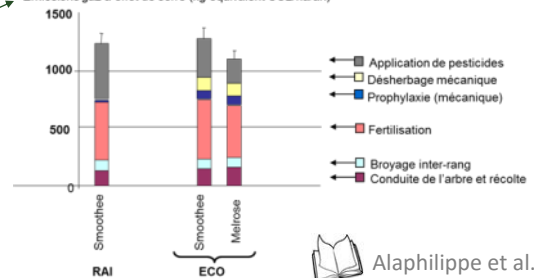 1500
1000
500
0
Application de pesticides
Désherbage mécanique
Prophylaxie (mécanique)
Fertilisation
Broyage inter-rang
Conduite de l'arbre et récolte
Smoothee
Smoothee
Melrose
RAI
ECO
Alaphilippe et al.